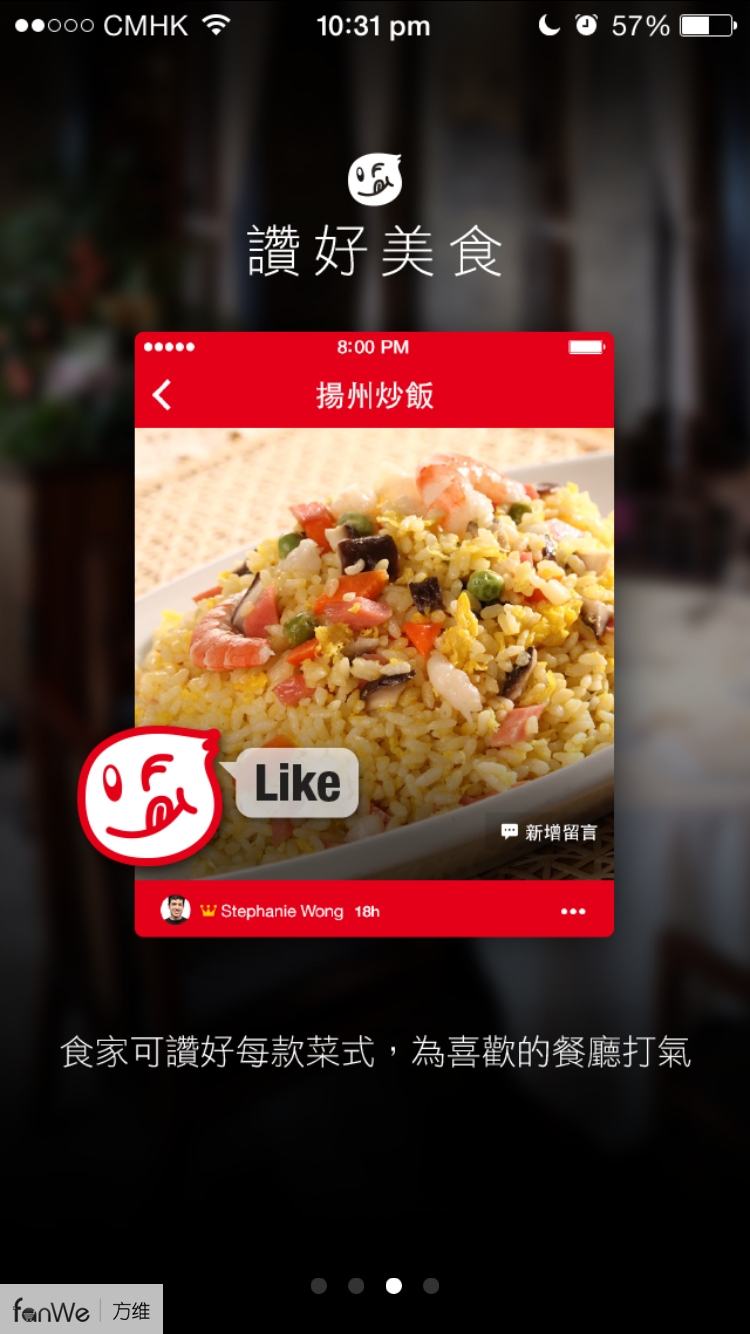 CMHK 10:31 pm 57%
讚好美食
8:00 PM
揚州炒飯
Like
新增留言
Stephanie Wong 18h
食家可讚好每款菜式，為喜歡的餐廳打氣
fanWe 方维